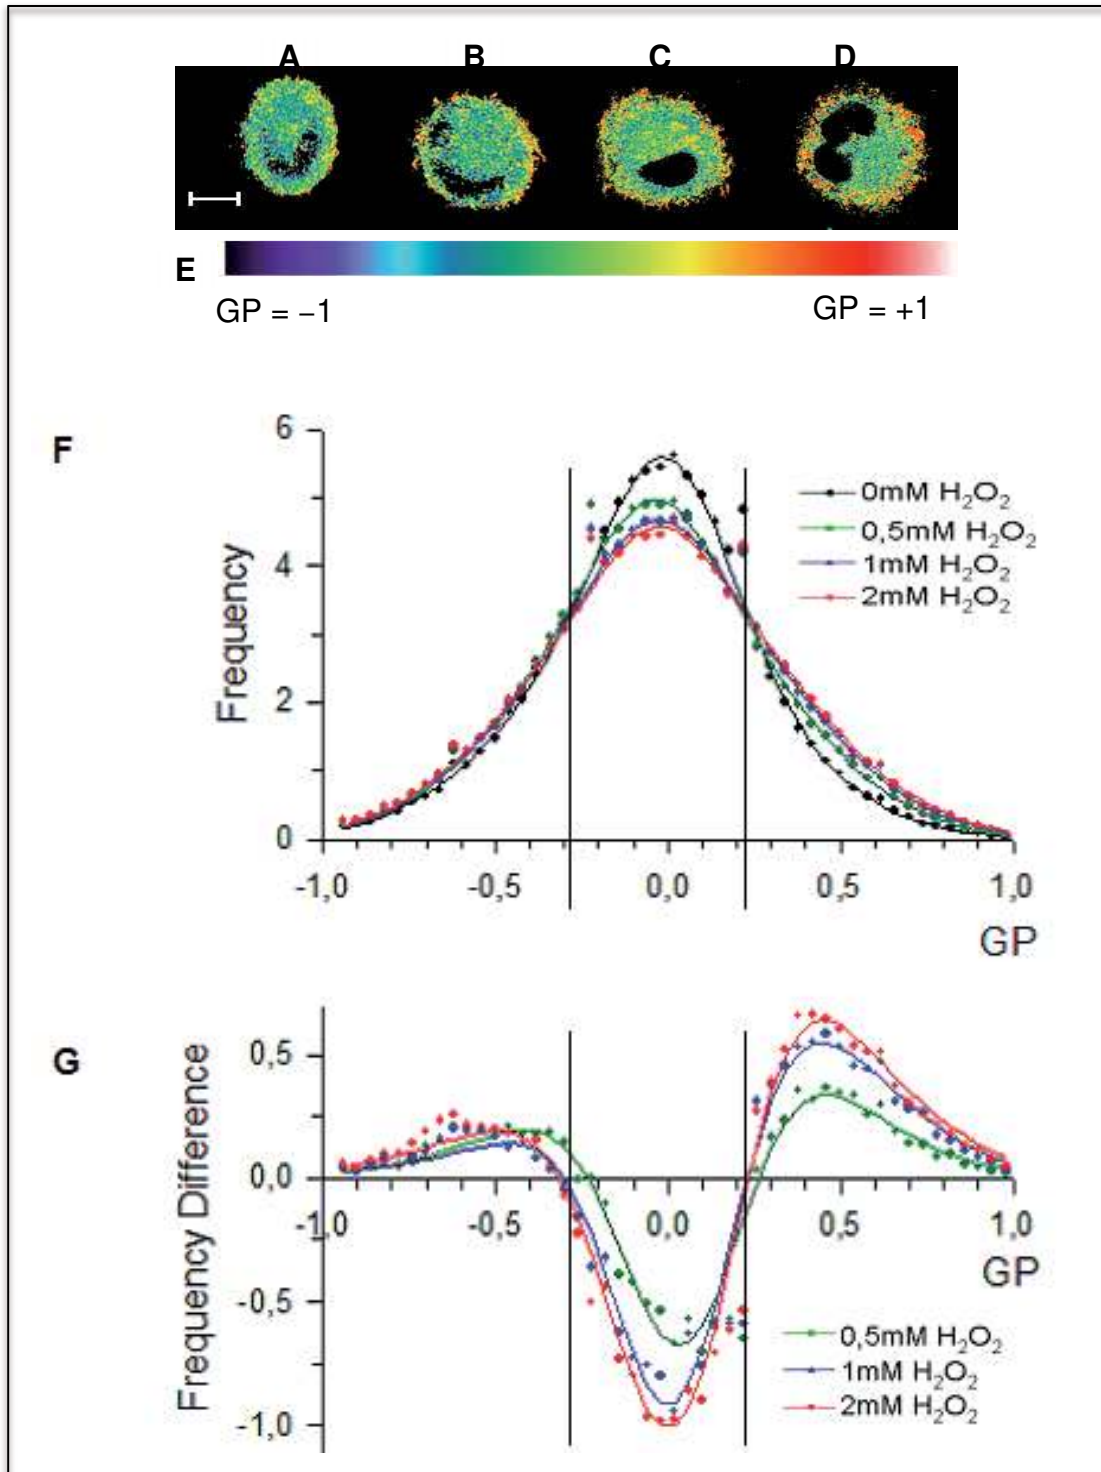 A B C D
E
GP = −1 GP = +1
F
6
4
2
0
Frequency
-1,0 -0,5 0,0 0,5 1,0
GP
0mM H₂O₂
0,5mM H₂O₂
1mM H₂O₂
2mM H₂O₂
G
0,5
0,0
-0,5
-1,0
Frequency Difference
-1,0 -0,5 0,0 0,5 1,0
GP
0,5mM H₂O₂
1mM H₂O₂
2mM H₂O₂